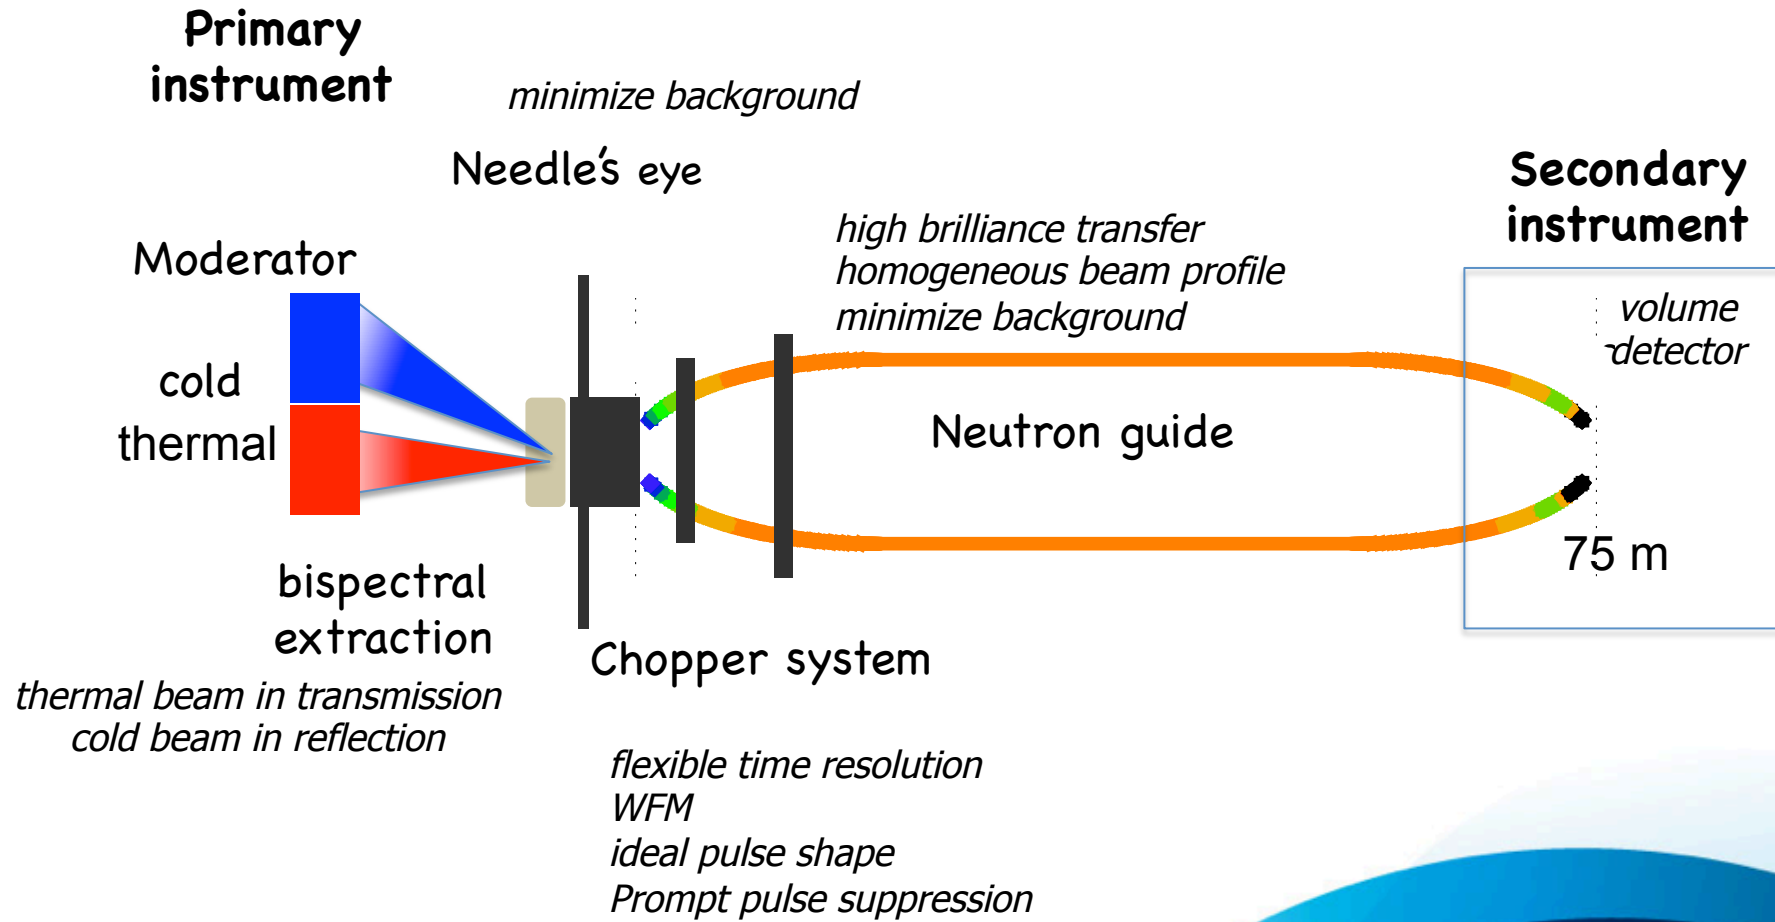 Primary
instrument
minimize background
Needle's eye
Secondary
instrument
high brilliance transfer
homogeneous beam profile
minimize background
Moderator
volume
detector
cold
thermal
Neutron guide
75 m
bispectral
extraction
Chopper system
thermal beam in transmission
cold beam in reflection
flexible time resolution
WFM
ideal pulse shape
Prompt pulse suppression